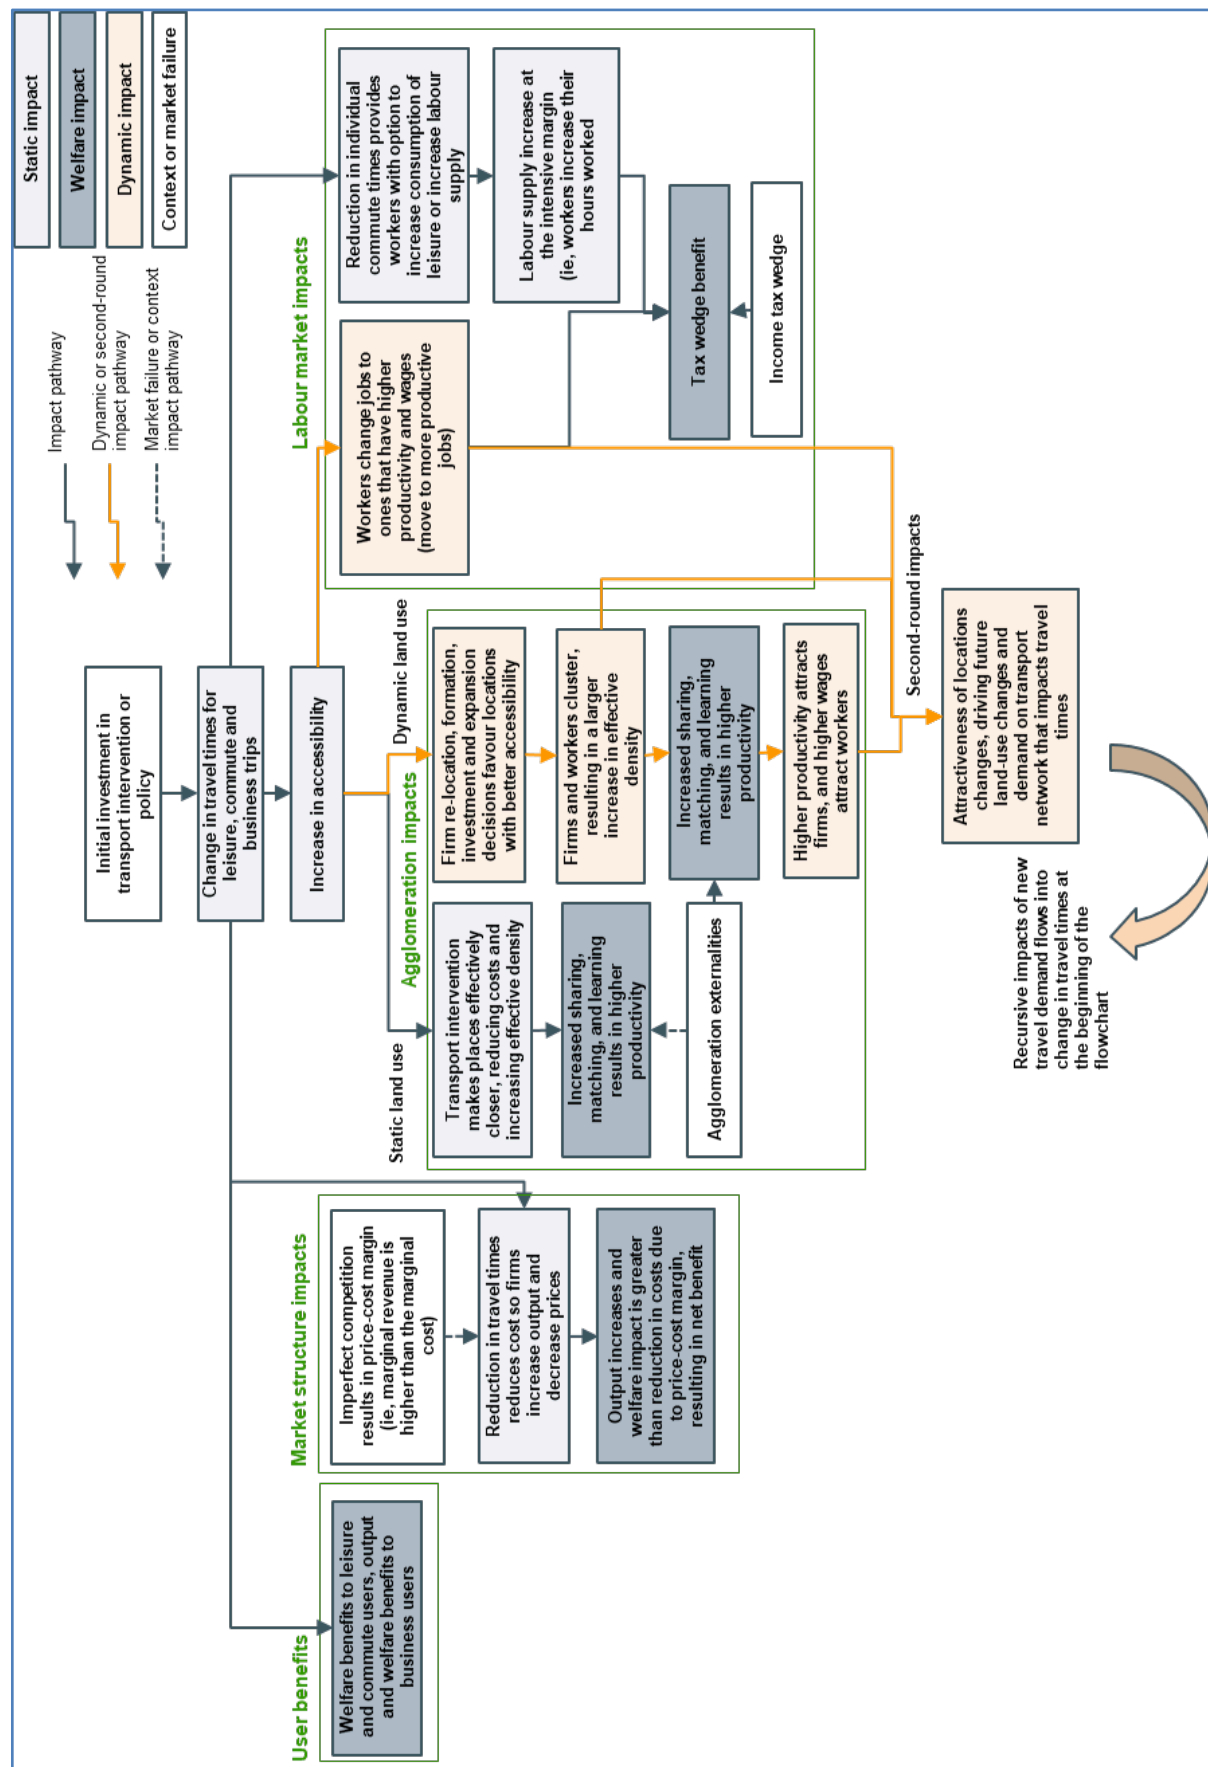 Initial investment in
transport intervention or
policy
Change in travel times for
leisure, commute and
business trips
Increase in accessibility
Impact pathway
Dynamic or second-round
impact pathway
Market failure or context
impact pathway
Static impact
Welfare impact
Dynamic impact
Context or market failure
User benefits
Welfare benefits to leisure
and commute users, output
and welfare benefits to
business users
Market structure impacts
Imperfect competition
results in price-cost margin
(ie, marginal revenue is
higher than the marginal
cost)
Reduction in travel times
reduces cost so firms
increase output and
decrease prices
Output increases and
welfare impact is greater
than reduction in costs due
to price-cost margin,
resulting in net benefit
Static land use
Agglomeration impacts
Dynamic land use
Transport intervention
makes places effectively
closer, reducing costs and
increasing effective density
Increased sharing,
matching, and learning
results in higher
productivity
Agglomeration externalities
Firm re-location, formation,
investment and expansion
decisions favour locations
with better accessibility
Firms and workers cluster,
resulting in a larger
increase in effective
density
Increased sharing,
matching, and learning
results in higher
productivity
Higher productivity attracts
firms, and higher wages
attract workers
Labour market impacts
Workers change jobs to
ones that have higher
productivity and wages
(move to more productive
jobs)
Reduction in individual
commute times provides
workers with option to
increase consumption of
leisure or increase labour
supply
Labour supply increase at
the intensive margin
(ie, workers increase their
hours worked
Tax wedge benefit
Income tax wedge
Second-round impacts
Attractiveness of locations
changes, driving future
land-use changes and
demand on transport
network that impacts travel
times
Recursive impacts of new
travel demand flows into
change in travel times at
the beginning of the
flowchart